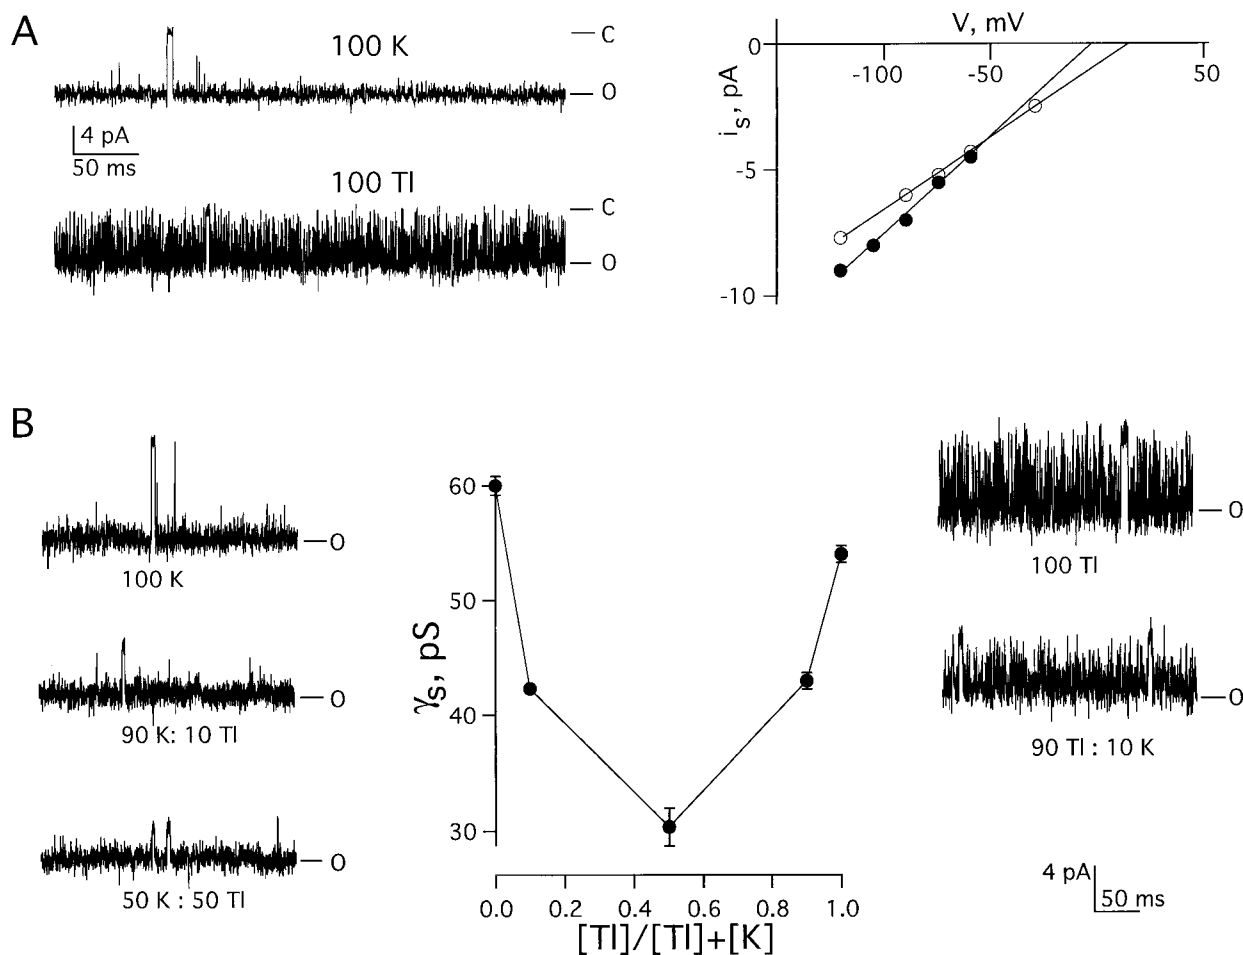 A
100 K
C
O
4 pA
50 ms
100 Tl
C
O
V, mV
0
-100
-50
50
i_s, pA
-5
-10
B
O
100 K
O
90 K: 10 Tl
O
50 K : 50 Tl
60
50
40
30
γ_s, pS
0.0 0.2 0.4 0.6 0.8 1.0
[Tl]/[Tl]+[K]
O
100 Tl
O
90 Tl : 10 K
4 pA
50 ms